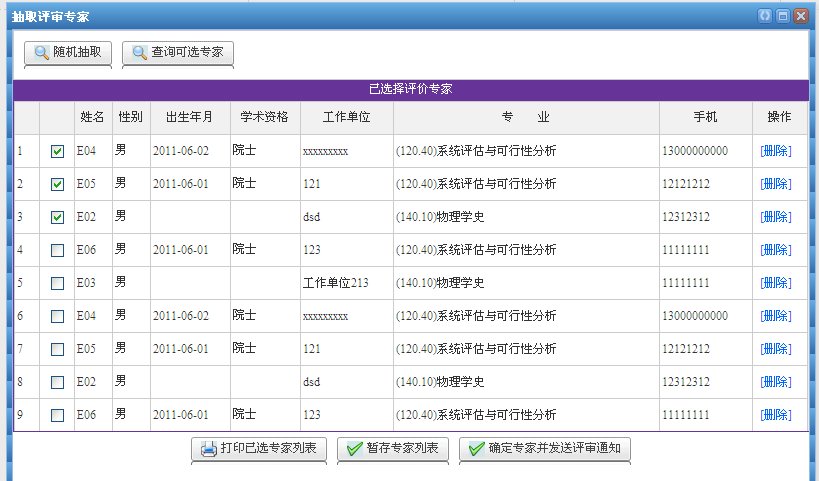 抽取评审专家
随机抽取 查询可选专家
已选择评价专家
姓名 性别 出生年月 学术资格 工作单位 专 业 手机 操作
1 E04 男 2011-06-02 院士 xxxxxxxxx (120.40)系统评估与可行性分析 13000000000 [删除]
2 E05 男 2011-06-01 院士 121 (120.40)系统评估与可行性分析 12121212 [删除]
3 E02 男 dsd (140.10)物理学史 12312312 [删除]
4 E06 男 2011-06-01 院士 123 (120.40)系统评估与可行性分析 11111111 [删除]
5 E03 男 工作单位213 (140.10)物理学史 11111111 [删除]
6 E04 男 2011-06-02 院士 xxxxxxxxx (120.40)系统评估与可行性分析 13000000000 [删除]
7 E05 男 2011-06-01 院士 121 (120.40)系统评估与可行性分析 12121212 [删除]
8 E02 男 dsd (140.10)物理学史 12312312 [删除]
9 E06 男 2011-06-01 院士 123 (120.40)系统评估与可行性分析 11111111 [删除]
打印已选专家列表 暂存专家列表 确定专家并发送评审通知